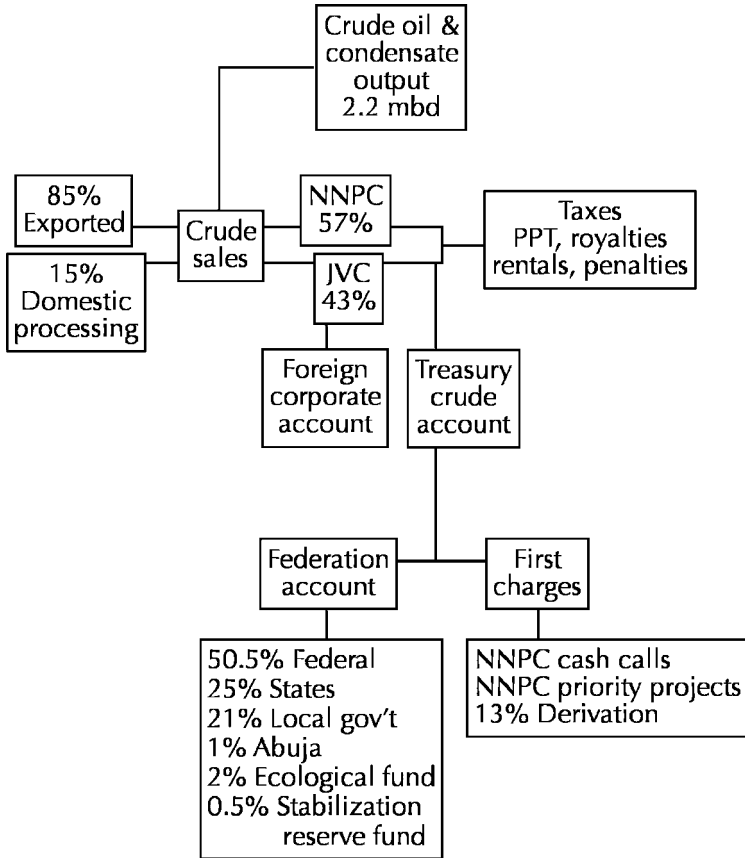 Crude oil &
condensate
output
2.2 mbd
85%
Exported
15%
Domestic
processing
Crude
sales
NNPC
57%
JVC
43%
Taxes
PPT, royalties
rentals, penalties
Foreign
corporate
account
Treasury
crude
account
Federation
account
First
charges
50.5% Federal
25% States
21% Local gov't
1% Abuja
2% Ecological fund
0.5% Stabilization
reserve fund
NNPC cash calls
NNPC priority projects
13% Derivation